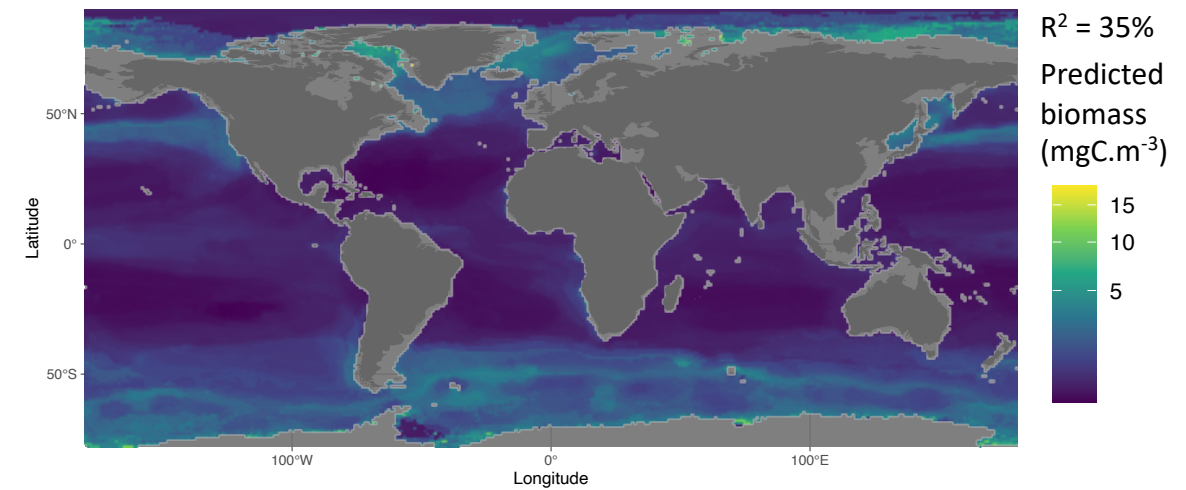 R² = 35%
Predicted
biomass
(mgC.m⁻³)
15
10
5
50°N
0°
50°S
Latitude
100°W
0°
100°E
Longitude